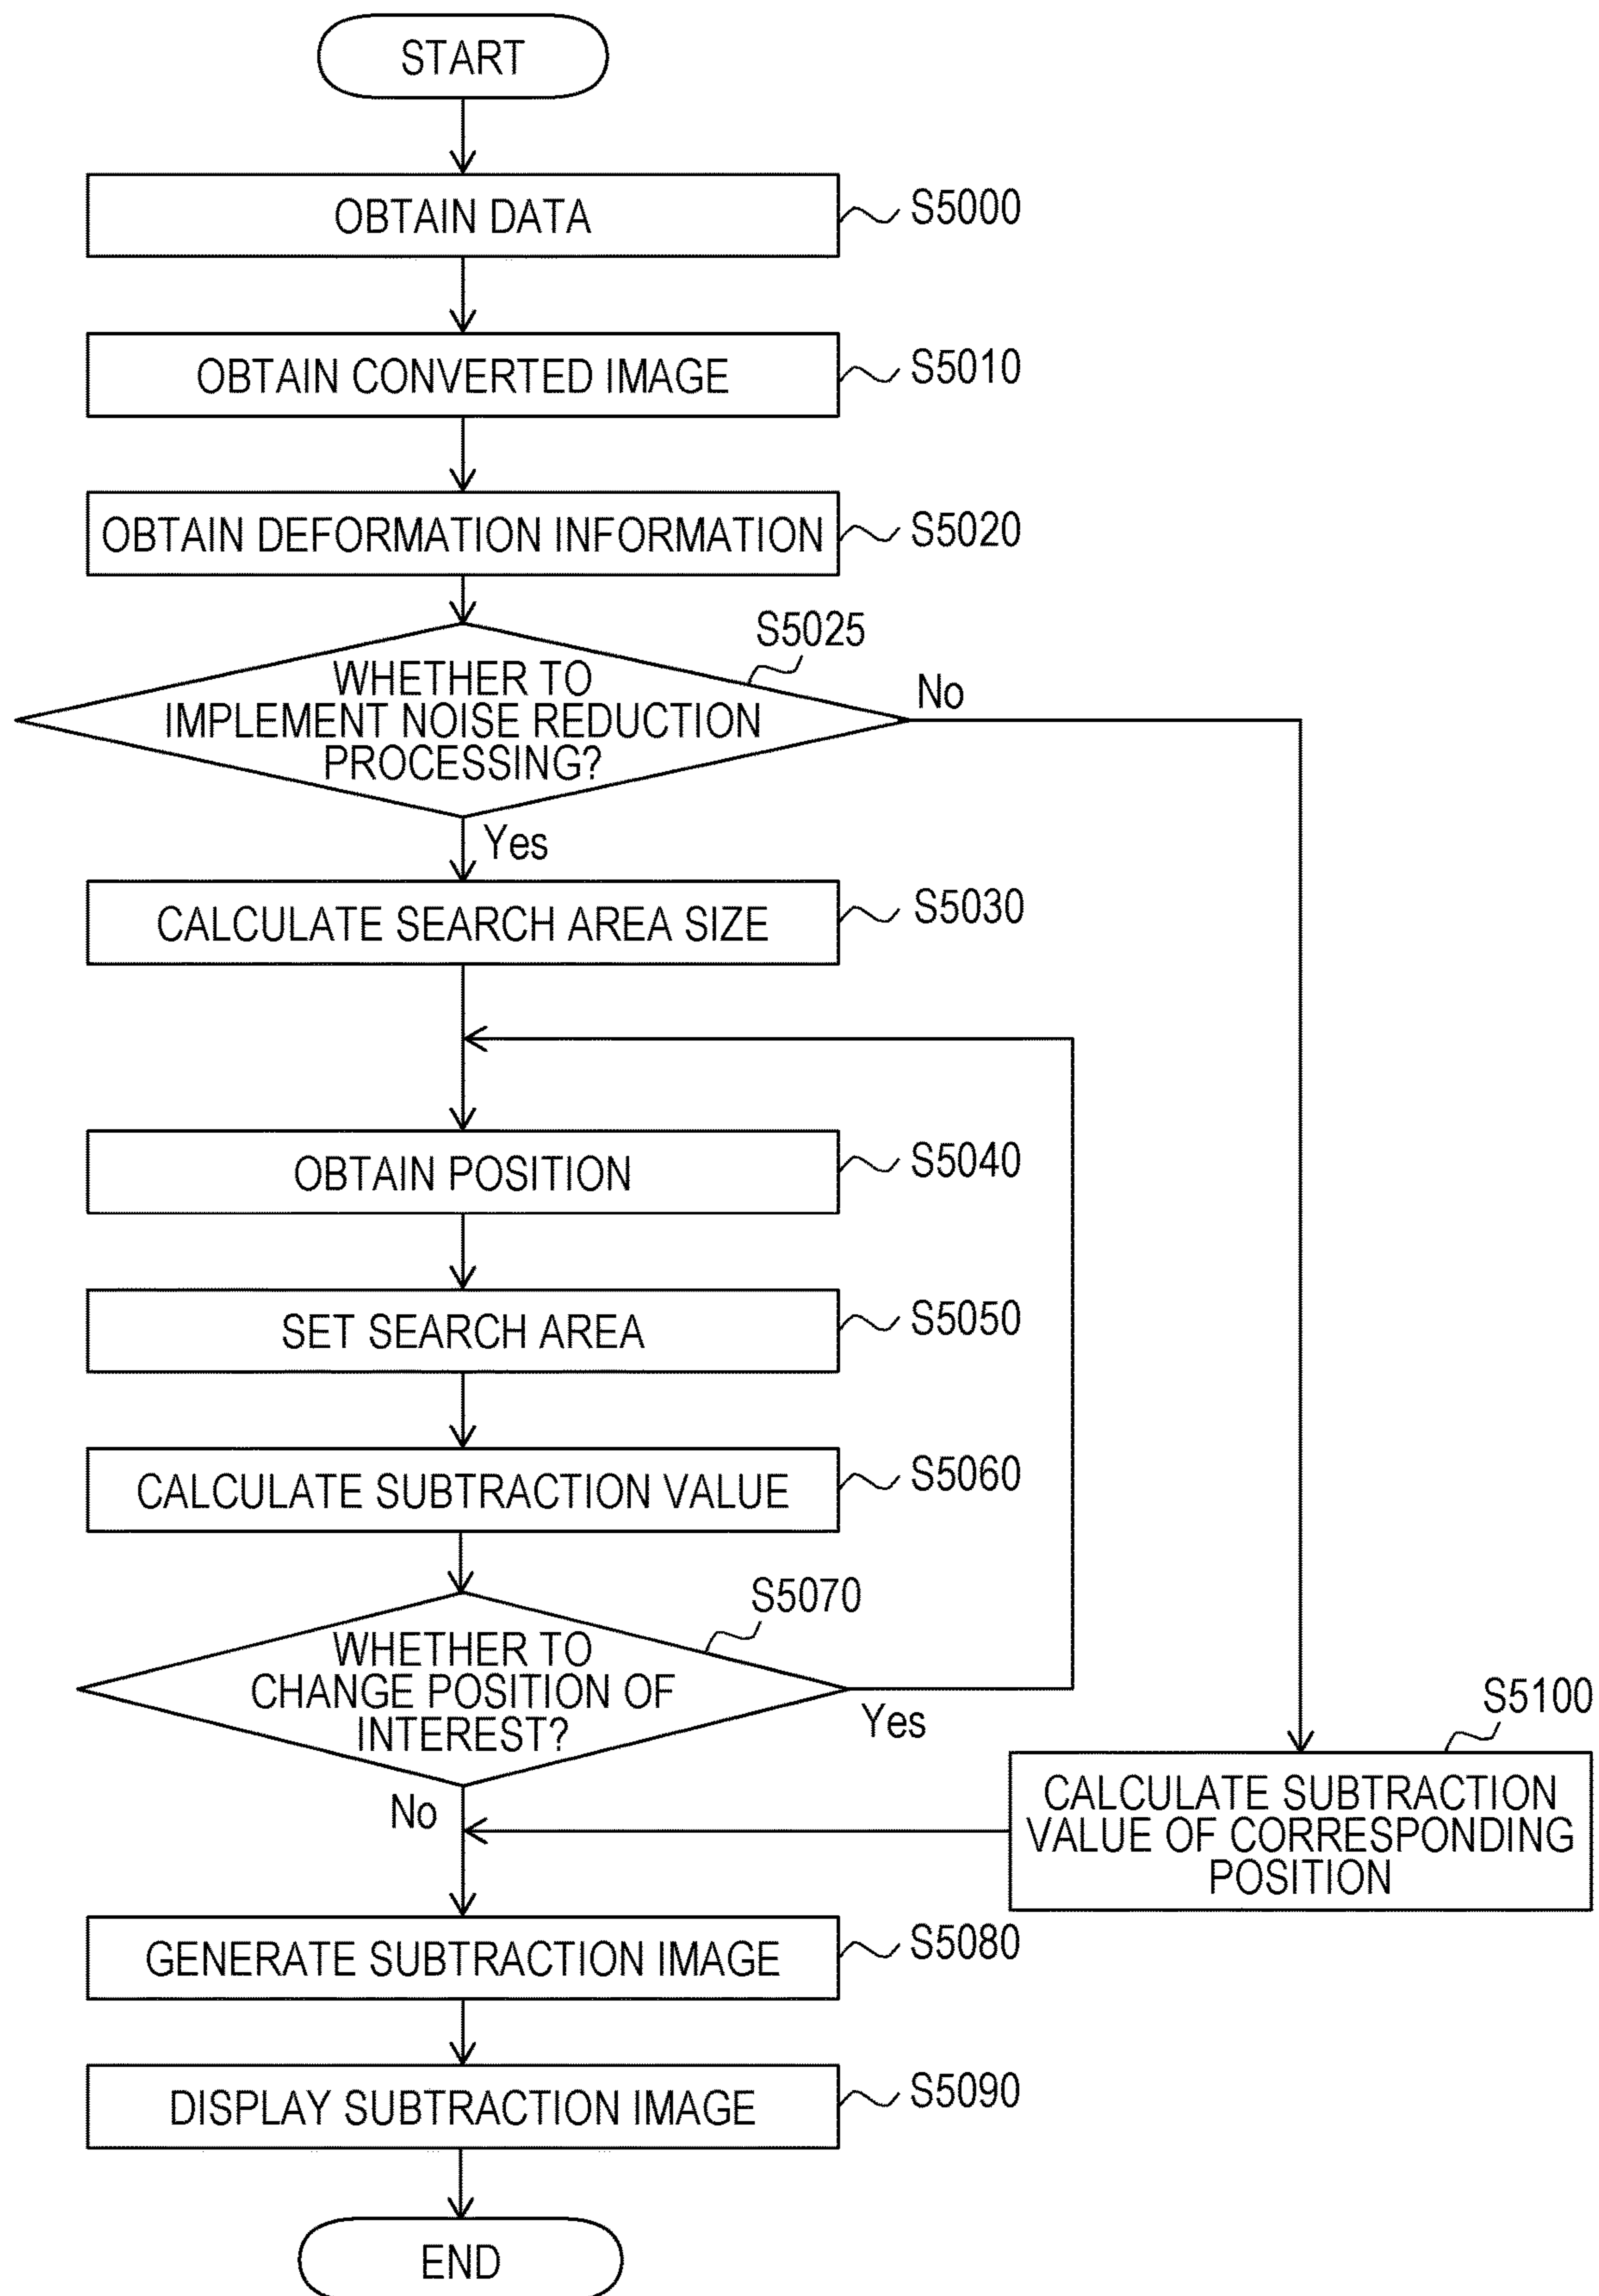 START
OBTAIN DATA
S5000
OBTAIN CONVERTED IMAGE
S5010
OBTAIN DEFORMATION INFORMATION
S5020
S5025
WHETHER TO
IMPLEMENT NOISE REDUCTION
PROCESSING?
No
Yes
CALCULATE SEARCH AREA SIZE
S5030
OBTAIN POSITION
S5040
SET SEARCH AREA
S5050
CALCULATE SUBTRACTION VALUE
S5060
S5070
WHETHER TO
CHANGE POSITION OF
INTEREST?
Yes
No
S5100
CALCULATE SUBTRACTION
VALUE OF CORRESPONDING
POSITION
GENERATE SUBTRACTION IMAGE
S5080
DISPLAY SUBTRACTION IMAGE
S5090
END